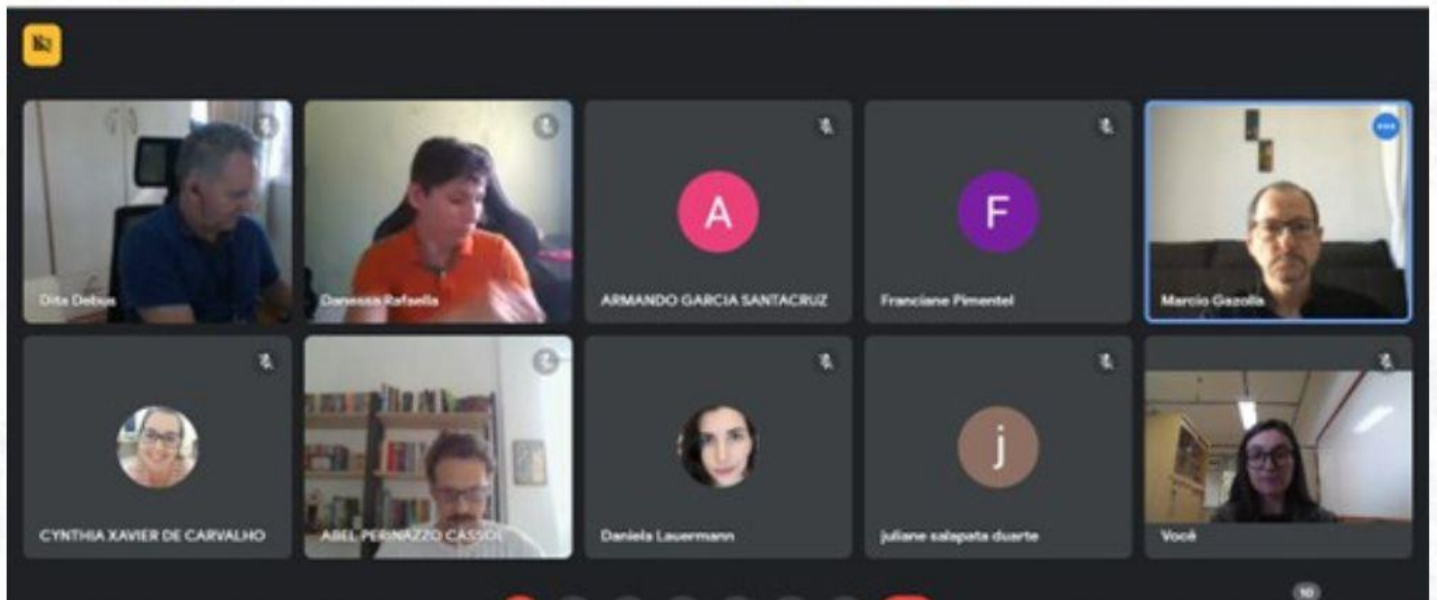 Dita Debus
Danessa Rafaella
A
ARMANDO GARCIA SANTACRUZ
F
Franciane Pimentel
Marcio Gazolla
CYNTHIA XAVIER DE CARVALHO
ABEL PERINAZZO CASSOL
Daniela Lauermann
j
juliane salapata duarte
Você
10